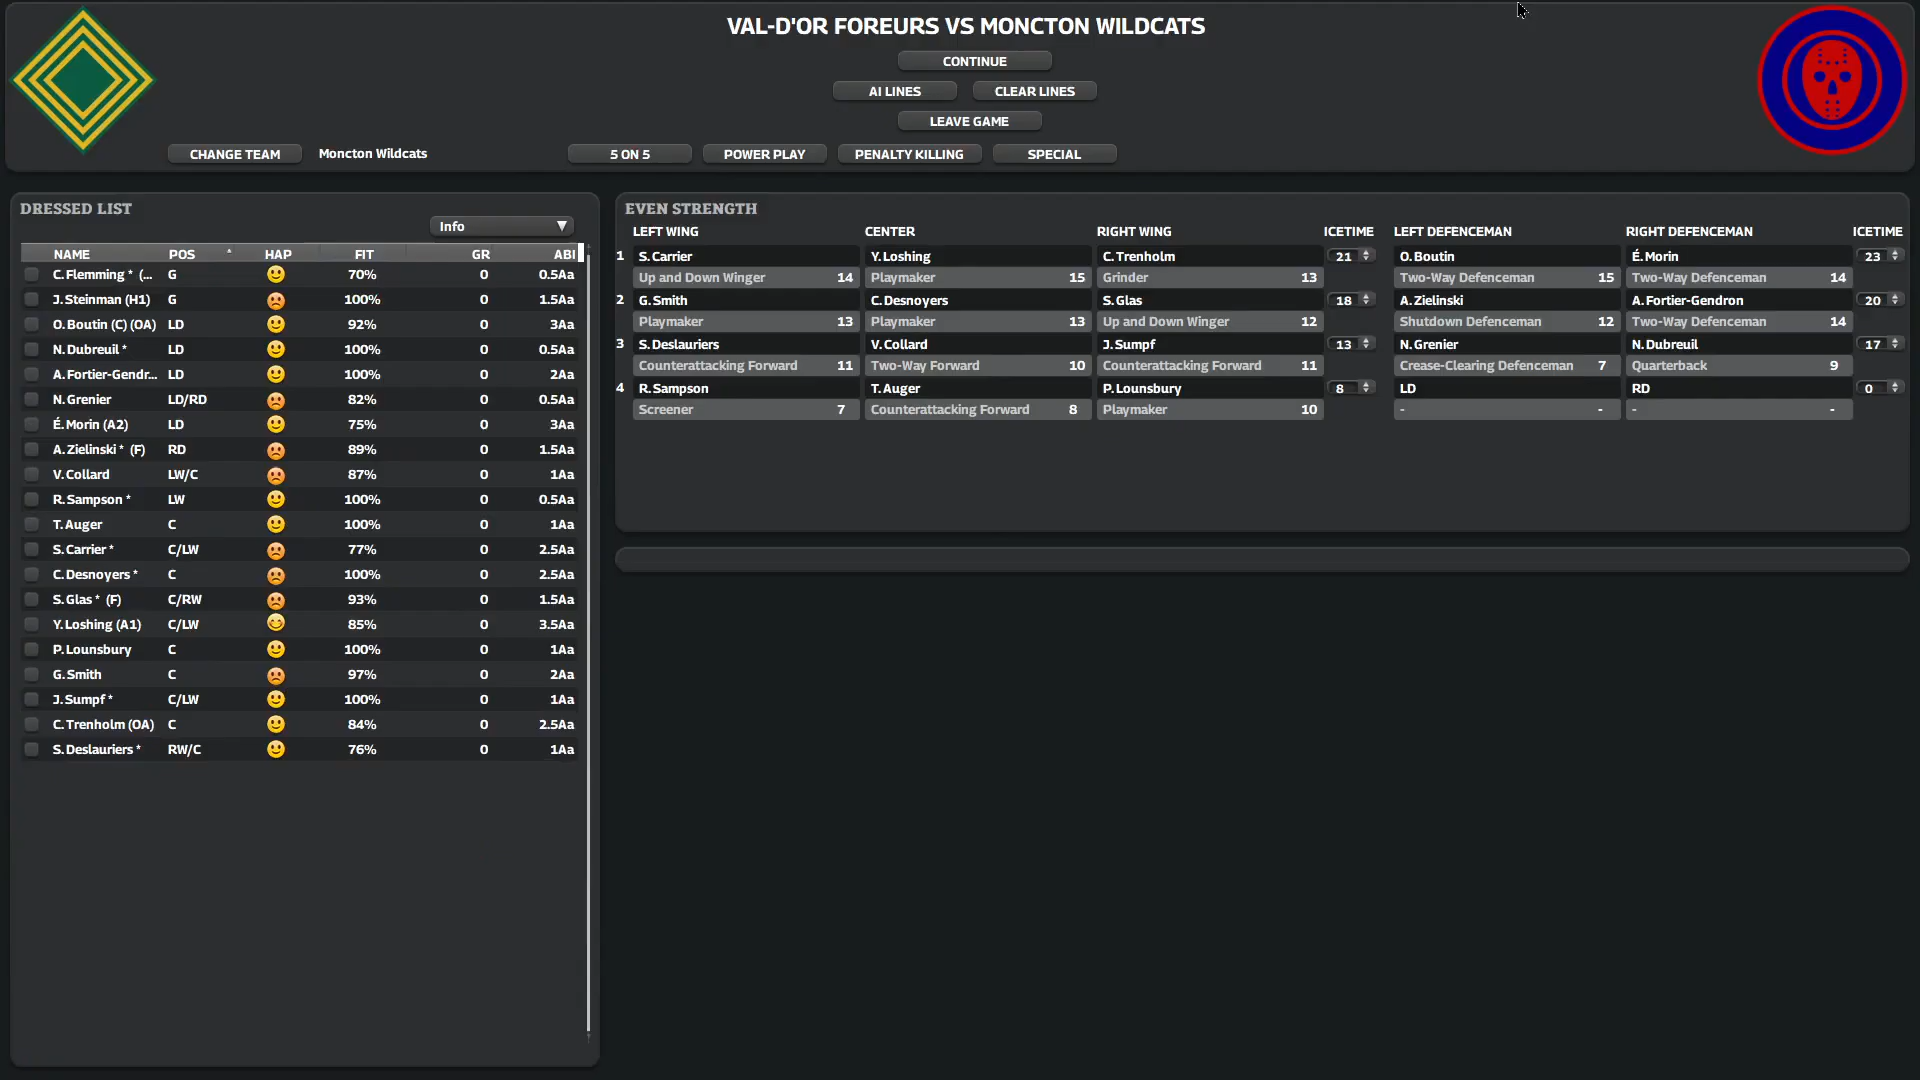 VAL-D'OR FOREURS VS MONCTON WILDCATS
CONTINUE
AI LINES CLEAR LINES
LEAVE GAME
CHANGE TEAM Moncton Wildcats 5 ON 5 POWER PLAY PENALTY KILLING SPECIAL
DRESSED LIST
Info
NAME POS HAP FIT GR ABI
C. Flemming * (... G 70% 0 0.5Aa
J. Steinman (H1) G 100% 0 1.5Aa
O. Boutin (C) (OA) LD 92% 0 3Aa
N. Dubreuil * LD 100% 0 0.5Aa
A. Fortier-Gendr... LD 100% 0 2Aa
N. Grenier LD/RD 82% 0 0.5Aa
É. Morin (A2) LD 75% 0 3Aa
A. Zielinski * (F) RD 89% 0 1.5Aa
V. Collard LW/C 87% 0 1Aa
R. Sampson * LW 100% 0 0.5Aa
T. Auger C 100% 0 1Aa
S. Carrier * C/LW 77% 0 2.5Aa
C. Desnoyers * C 100% 0 2.5Aa
S. Glas * (F) C/RW 93% 0 1.5Aa
Y. Loshing (A1) C/LW 85% 0 3.5Aa
P. Lounsbury C 100% 0 1Aa
G. Smith C 97% 0 2Aa
J. Sumpf * C/LW 100% 0 1Aa
C. Trenholm (OA) C 84% 0 2.5Aa
S. Deslauriers * RW/C 76% 0 1Aa
EVEN STRENGTH
LEFT WING CENTER RIGHT WING ICETIME LEFT DEFENCEMAN RIGHT DEFENCEMAN ICETIME
1 S. Carrier Y. Loshing C. Trenholm 21 O. Boutin É. Morin 23
Up and Down Winger 14 Playmaker 15 Grinder 13 Two-Way Defenceman 15 Two-Way Defenceman 14
2 G. Smith C. Desnoyers S. Glas 18 A. Zielinski A. Fortier-Gendron 20
Playmaker 13 Playmaker 13 Up and Down Winger 12 Shutdown Defenceman 12 Two-Way Defenceman 14
3 S. Deslauriers V. Collard J. Sumpf 13 N. Grenier N. Dubreuil 17
Counterattacking Forward 11 Two-Way Forward 10 Counterattacking Forward 11 Crease-Clearing Defenceman 7 Quarterback 9
4 R. Sampson T. Auger P. Lounsbury 8 LD RD 0
Screener 7 Counterattacking Forward 8 Playmaker 10 - - - -